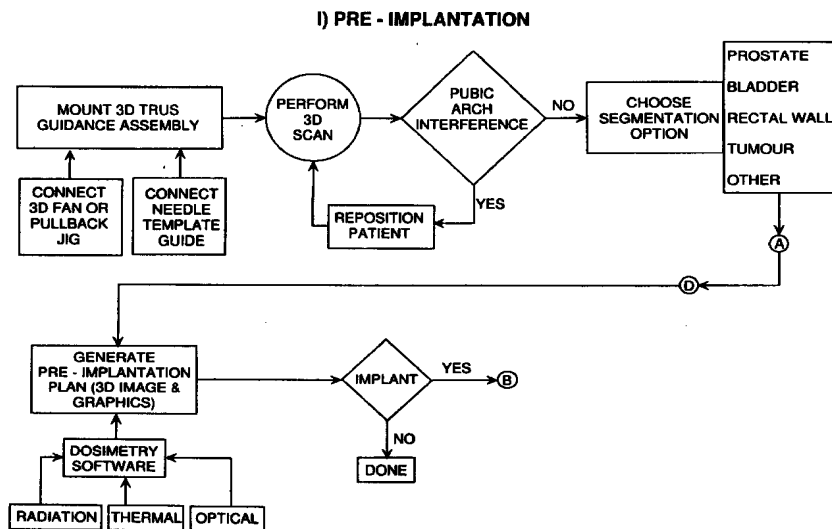 I) PRE - IMPLANTATION
MOUNT 3D TRUS
GUIDANCE ASSEMBLY
CONNECT
3D FAN OR
PULLBACK
JIG
CONNECT
NEEDLE
TEMPLATE
GUIDE
PERFORM
3D
SCAN
REPOSITION
PATIENT
PUBIC
ARCH
INTERFERENCE
YES
NO
CHOOSE
SEGMENTATION
OPTION
PROSTATE
BLADDER
RECTAL WALL
TUMOUR
OTHER
A
D
GENERATE
PRE - IMPLANTATION
PLAN (3D IMAGE &
GRAPHICS)
DOSIMETRY
SOFTWARE
RADIATION
THERMAL
OPTICAL
IMPLANT
YES
B
NO
DONE